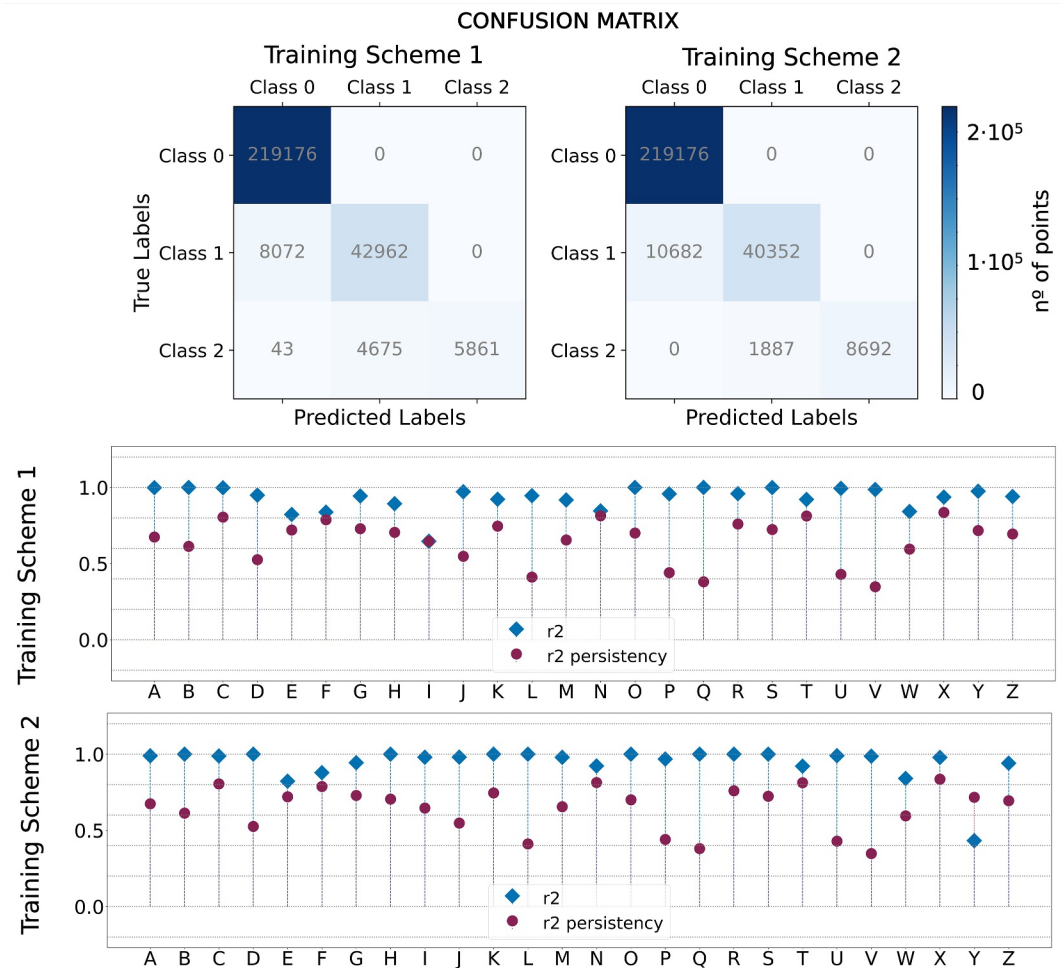 CONFUSION MATRIX
Training Scheme 1
Training Scheme 2
Class 0 Class 1 Class 2
Class 0 Class 1 Class 2
True Labels
Class 0 219176 0 0
Class 1 8072 42962 0
Class 2 43 4675 5861
Predicted Labels
Class 0 219176 0 0
Class 1 10682 40352 0
Class 2 0 1887 8692
Predicted Labels
2·10⁵
1·10⁵
0
nº of points
Training Scheme 1
1.0
0.5
0.0
r2
r2 persistency
A B C D E F G H I J K L M N O P Q R S T U V W X Y Z
Training Scheme 2
1.0
0.5
0.0
r2
r2 persistency
A B C D E F G H I J K L M N O P Q R S T U V W X Y Z